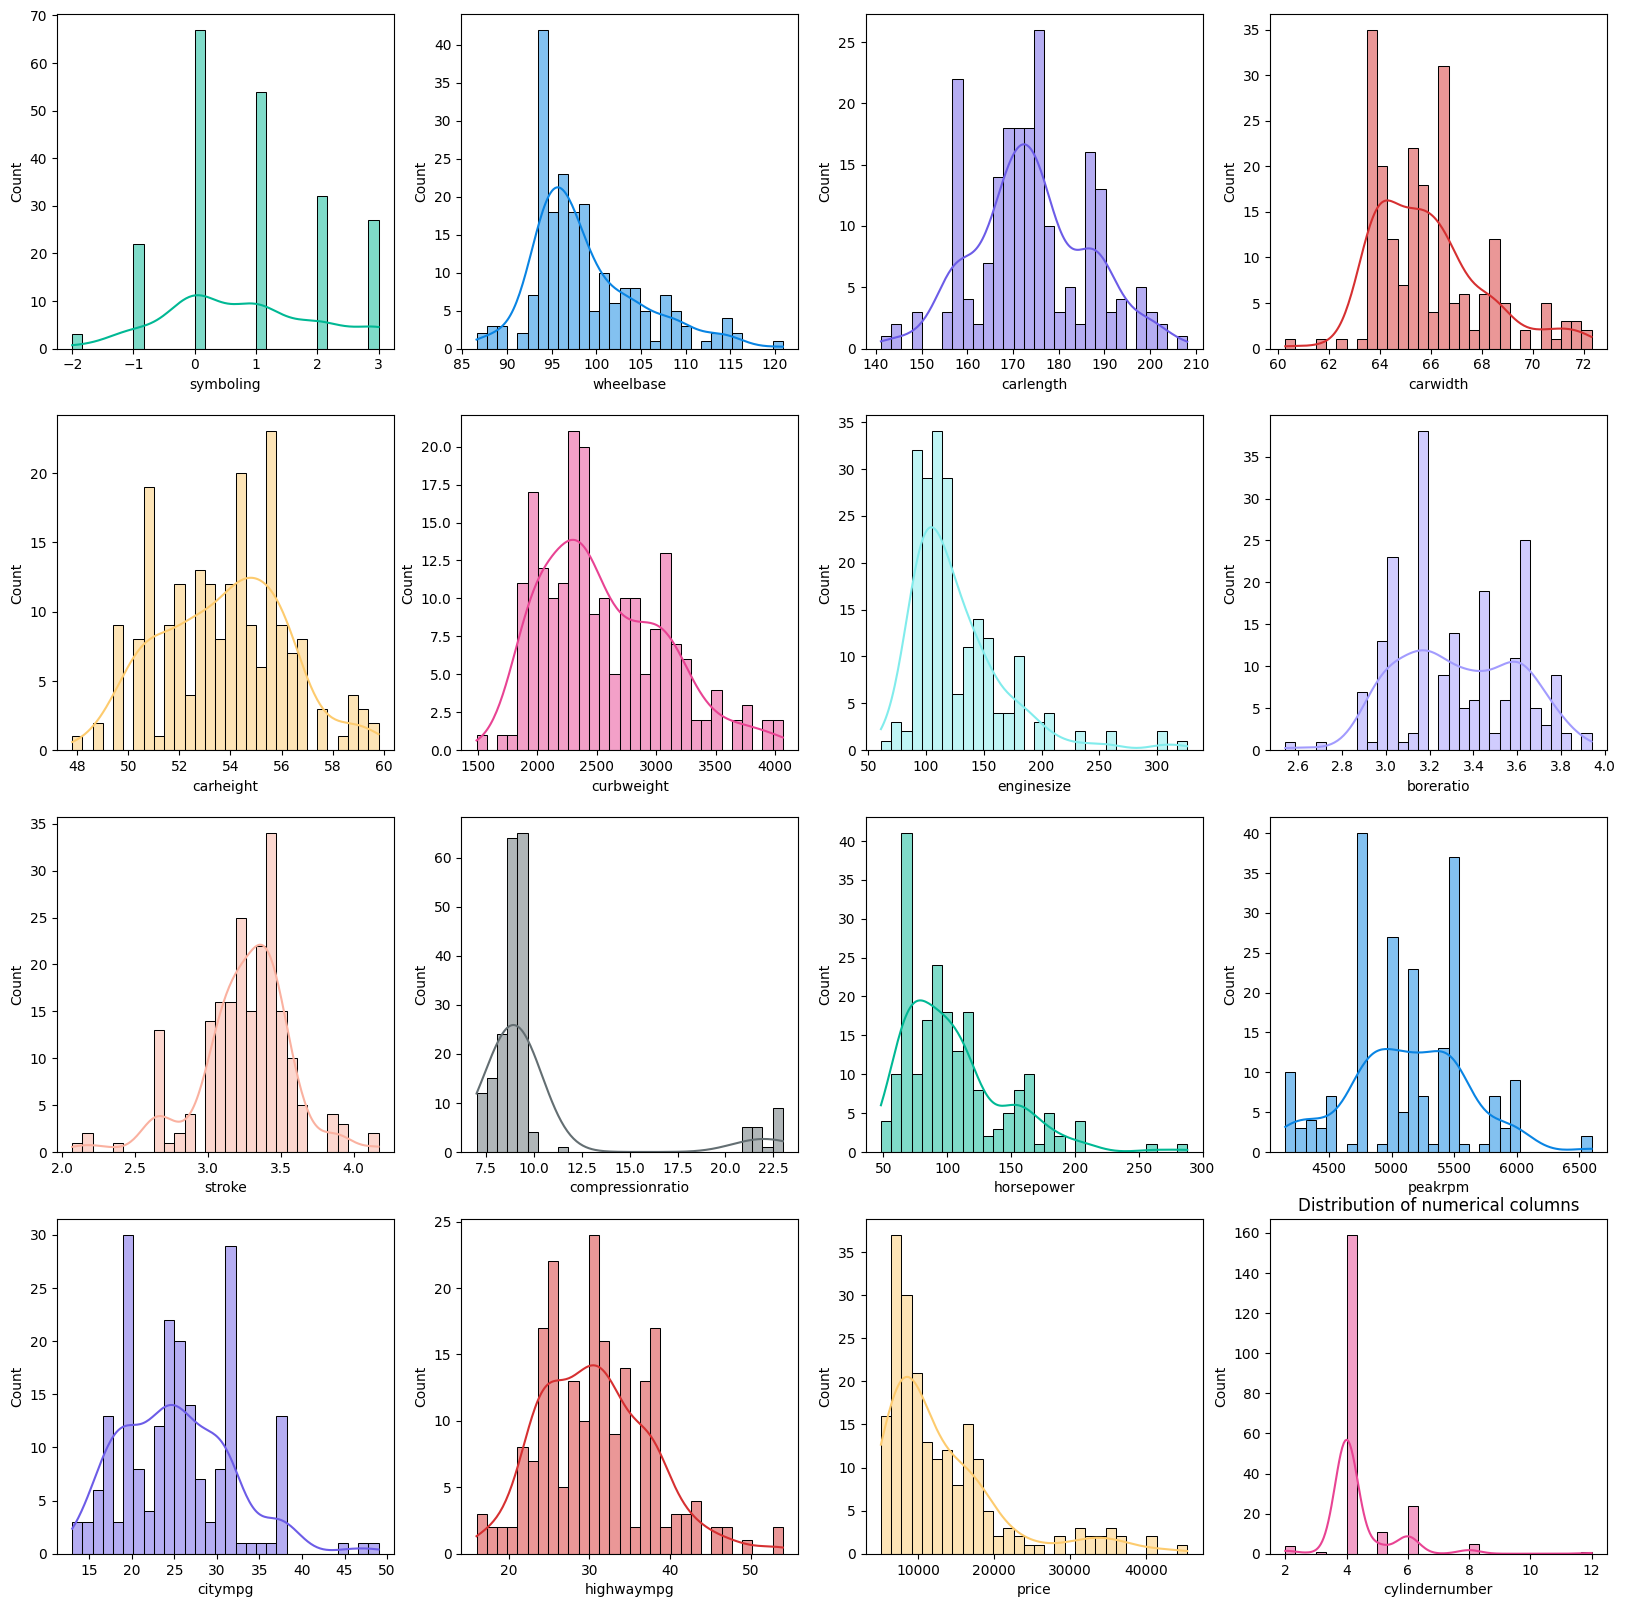 70
60
50
40
30
20
10
0
Count
−2 −1 0 1 2 3
symboling
40
35
30
25
20
15
10
5
0
Count
85 90 95 100 105 110 115 120
wheelbase
25
20
15
10
5
0
Count
140 150 160 170 180 190 200 210
carlength
35
30
25
20
15
10
5
0
Count
60 62 64 66 68 70 72
carwidth
20
15
10
5
0
Count
48 50 52 54 56 58 60
carheight
20.0
17.5
15.0
12.5
10.0
7.5
5.0
2.5
0.0
Count
1500 2000 2500 3000 3500 4000
curbweight
35
30
25
20
15
10
5
0
Count
50 100 150 200 250 300
enginesize
35
30
25
20
15
10
5
0
Count
2.6 2.8 3.0 3.2 3.4 3.6 3.8 4.0
boreratio
35
30
25
20
15
10
5
0
Count
2.0 2.5 3.0 3.5 4.0
stroke
60
50
40
30
20
10
0
Count
7.5 10.0 12.5 15.0 17.5 20.0 22.5
compressionratio
40
35
30
25
20
15
10
5
0
Count
50 100 150 200 250 300
horsepower
40
35
30
25
20
15
10
5
0
Count
4500 5000 5500 6000 6500
peakrpm
30
25
20
15
10
5
0
Count
15 20 25 30 35 40 45 50
citympg
25
20
15
10
5
0
Count
20 30 40 50
highwaympg
35
30
25
20
15
10
5
0
Count
10000 20000 30000 40000
price
Distribution of numerical columns
160
140
120
100
80
60
40
20
0
Count
2 4 6 8 10 12
cylindernumber